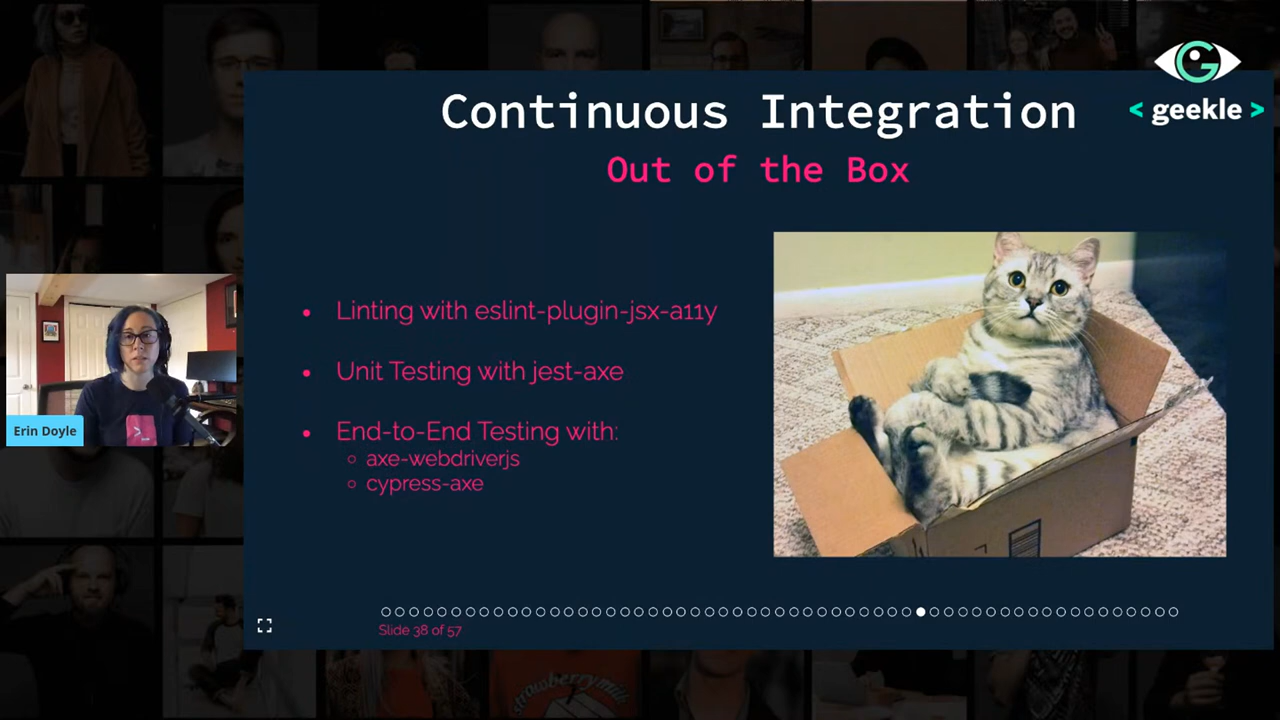 Continuous Integration
Out of the Box
< geekle >
• Linting with eslint-plugin-jsx-a11y
• Unit Testing with jest-axe
• End-to-End Testing with:
○ axe-webdriverjs
○ cypress-axe
Erin Doyle
Slide 38 of 57
strawberrymilk